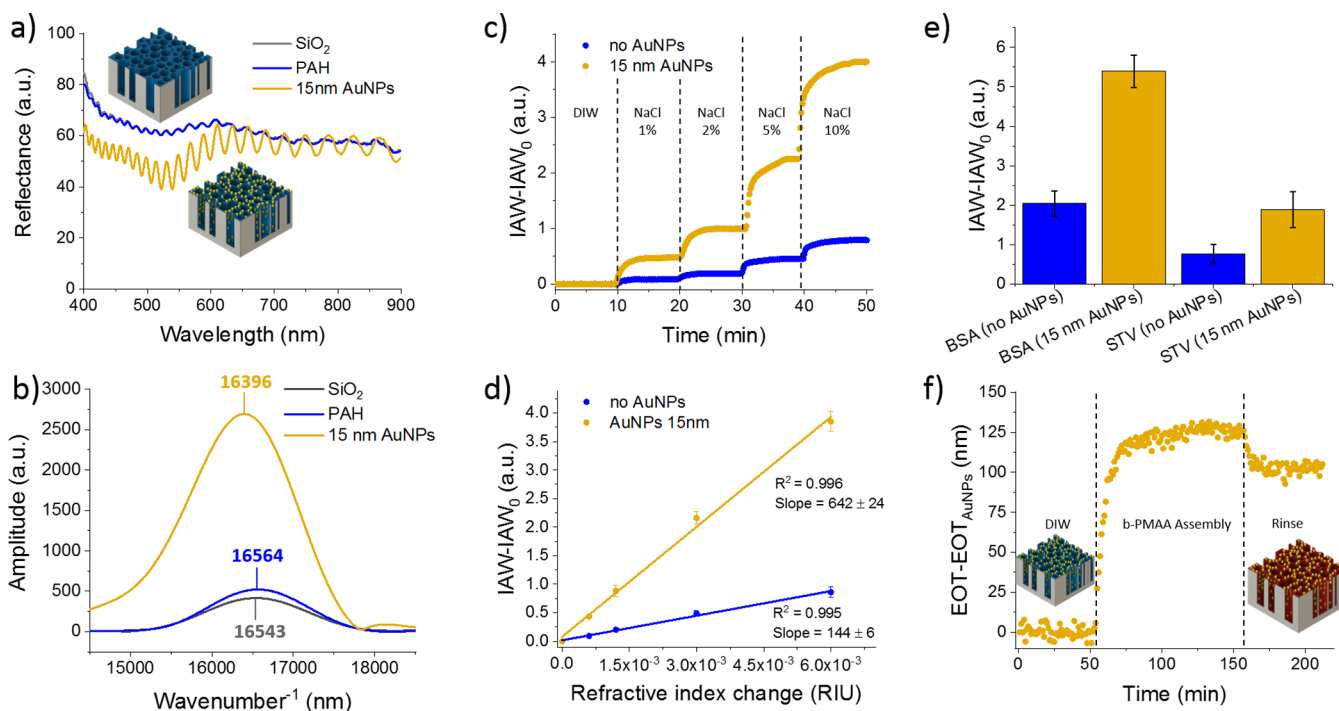 a)
SiO2
PAH
15nm AuNPs
Reflectance (a.u.)
100
80
60
40
20
0
400 500 600 700 800 900
Wavelength (nm)
b)
16396
SiO2
PAH
15 nm AuNPs
3000
2500
2000
1500
1000
500
0
Amplitude (a.u.)
16564
16543
15000 16000 17000 18000
Wavenumber-1 (nm)
c)
no AuNPs
15 nm AuNPs
IAW-IAW0 (a.u.)
4
3
2
1
0
DIW
NaCl
1%
NaCl
2%
NaCl
5%
NaCl
10%
0 10 20 30 40 50
Time (min)
d)
no AuNPs
AuNPs 15nm
IAW-IAW0 (a.u.)
4.0
3.5
3.0
2.5
2.0
1.5
1.0
0.5
0.0
R2 = 0.996
Slope = 642 ± 24
R2 = 0.995
Slope = 144 ± 6
0.0 1.5x10-3 3.0x10-3 4.5x10-3 6.0x10-3
Refractive index change (RIU)
e)
IAW-IAW0 (a.u.)
6
5
4
3
2
1
0
BSA (no AuNPs)
BSA (15 nm AuNPs)
STV (no AuNPs)
STV (15 nm AuNPs)
f)
EOT-EOTAuNPs (nm)
150
125
100
75
50
25
0
DIW
b-PMAA Assembly
Rinse
0 50 100 150 200
Time (min)